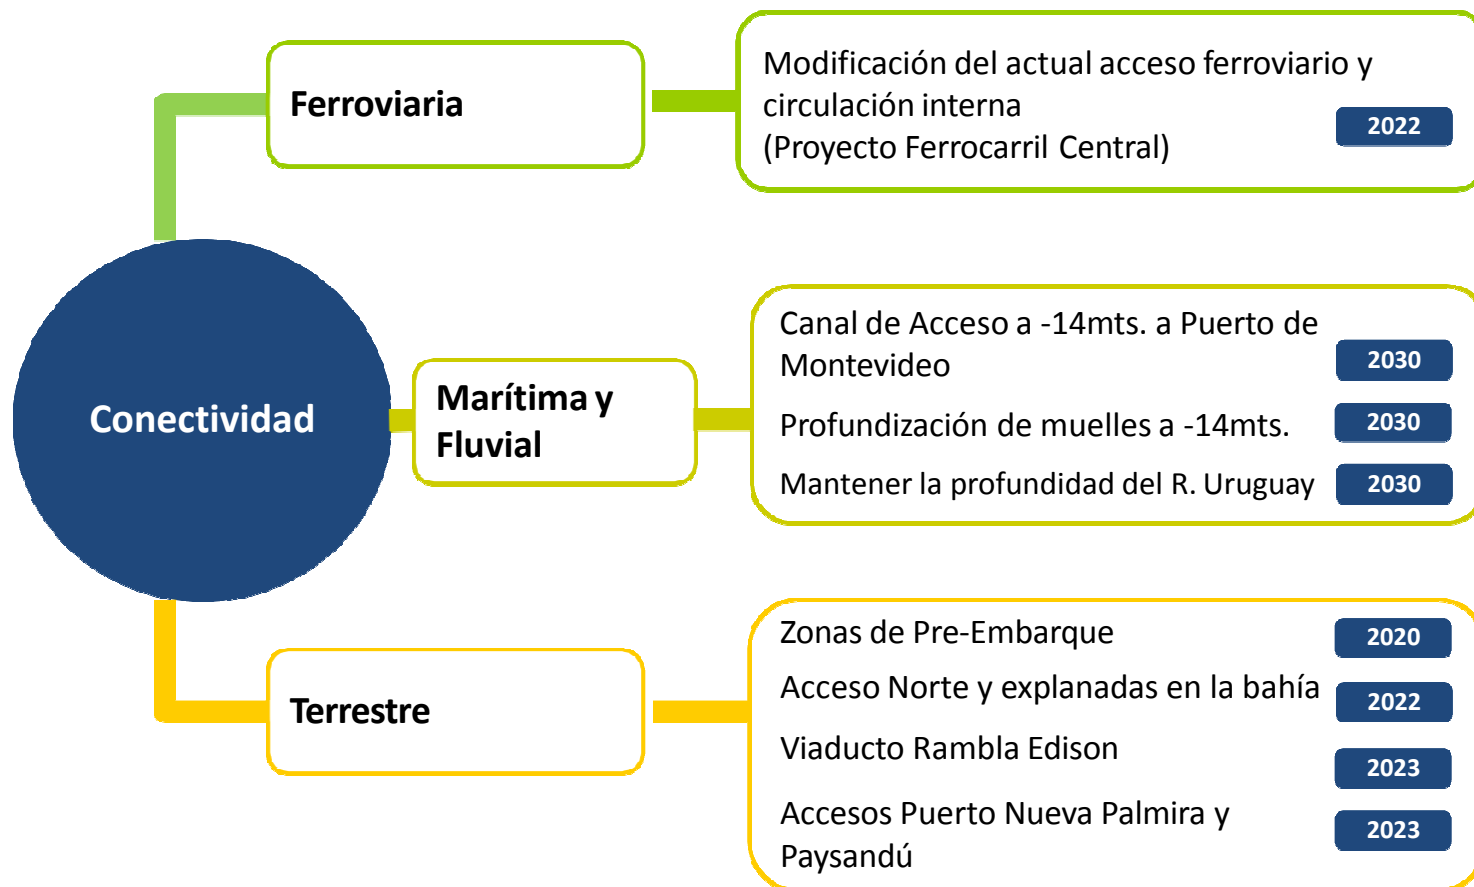 Conectividad
Ferroviaria
Modificación del actual acceso ferroviario y
circulación interna
(Proyecto Ferrocarril Central)
2022
Marítima y
Fluvial
Canal de Acceso a -14mts. a Puerto de
Montevideo
2030
Profundización de muelles a -14mts.
2030
Mantener la profundidad del R. Uruguay
2030
Terrestre
Zonas de Pre-Embarque
2020
Acceso Norte y explanadas en la bahía
2022
Viaducto Rambla Edison
2023
Accesos Puerto Nueva Palmira y
Paysandú
2023